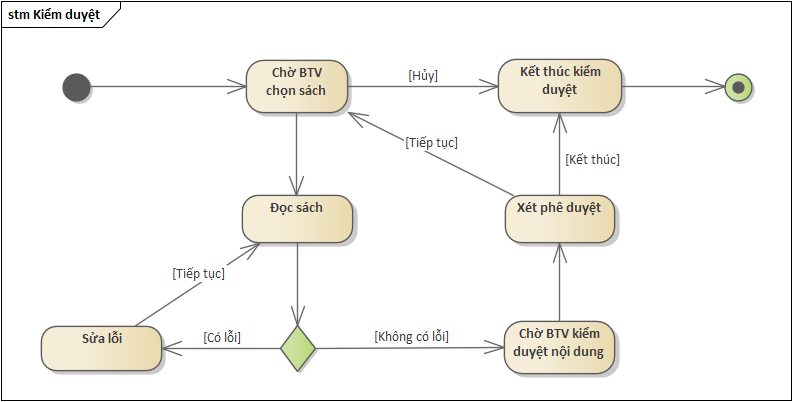 stm Kiểm duyệt
Chờ BTV
chọn sách
[Hủy]
Kết thúc kiểm
duyệt
[Tiếp tục]
[Kết thúc]
Đọc sách
Xét phê duyệt
[Tiếp tục]
Sửa lỗi
[Có lỗi]
[Không có lỗi]
Chờ BTV kiểm
duyệt nội dung